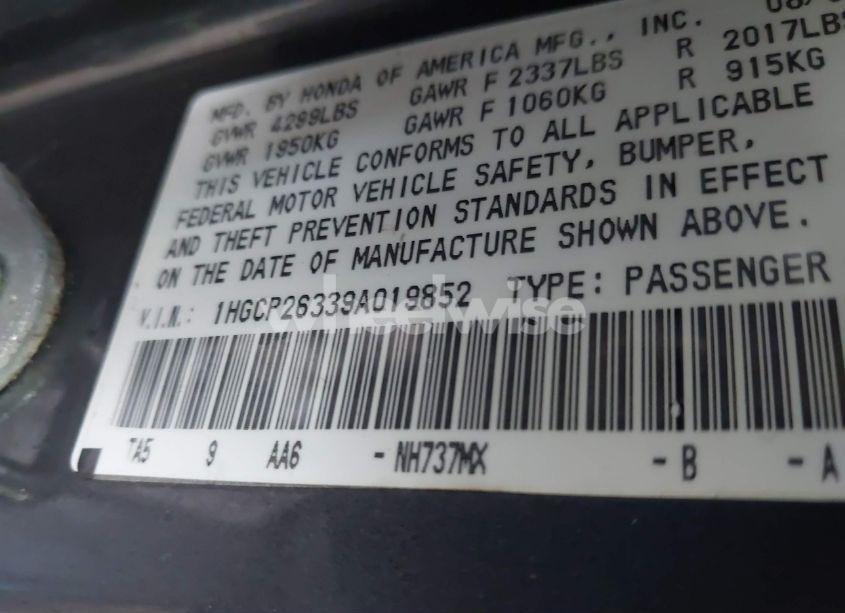 MFD. BY HONDA OF AMERICA MFG., INC. 08/
GVWR 4299LBS GAWR F 2337LBS R 2017LBS
GVWR 1950KG GAWR F 1060KG R 915KG
THIS VEHICLE CONFORMS TO ALL APPLICABLE
FEDERAL MOTOR VEHICLE SAFETY, BUMPER,
AND THEFT PREVENTION STANDARDS IN EFFECT
ON THE DATE OF MANUFACTURE SHOWN ABOVE.
V.I.N.: 1HGCP26339A019852 TYPE: PASSENGER
wheelwise
TA5 9 AA6 -NH737MX -B -A